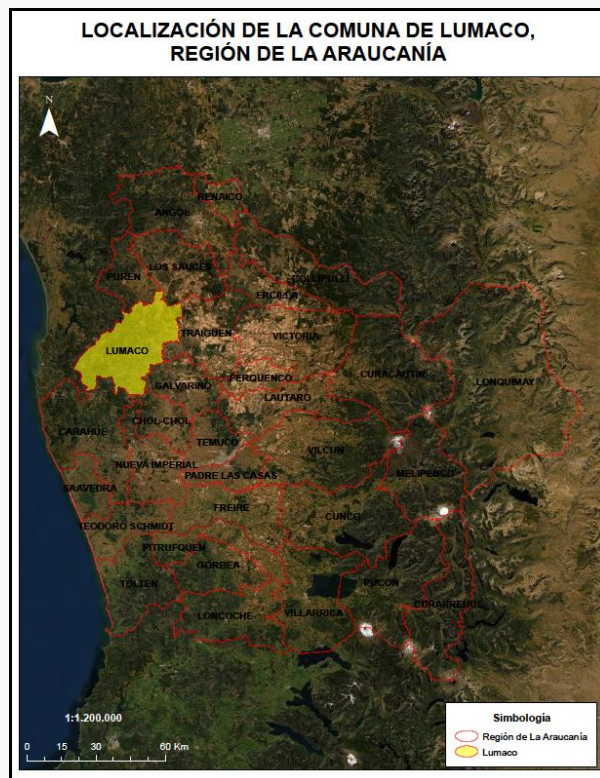 LOCALIZACIÓN DE LA COMUNA DE LUMACO,
REGIÓN DE LA ARAUCANÍA
N
RENAICO
ANGOL
LOS SAUCES
PUREN
COLLIPULLI
ERCILLA
TRAIGUEN
VICTORIA
LUMACO
PERQUENCO
CURACAUTIN
LONQUIMAY
GALVARINO
LAUTARO
CARAHUE
CHOL-CHOL
TEMUCO
VILCUN
NUEVA IMPERIAL
MELIPEUCO
PADRE LAS CASAS
SAAVEDRA
FREIRE
CUNCO
TEODORO SCHMIDT
PITRUFQUEN
GORBEA
TOLTEN
PUCON
CURARREHUE
LONCOCHE
VILLARRICA
1:1.200.000
0 15 30 60 Km
Simbología
Región de La Araucanía
Lumaco